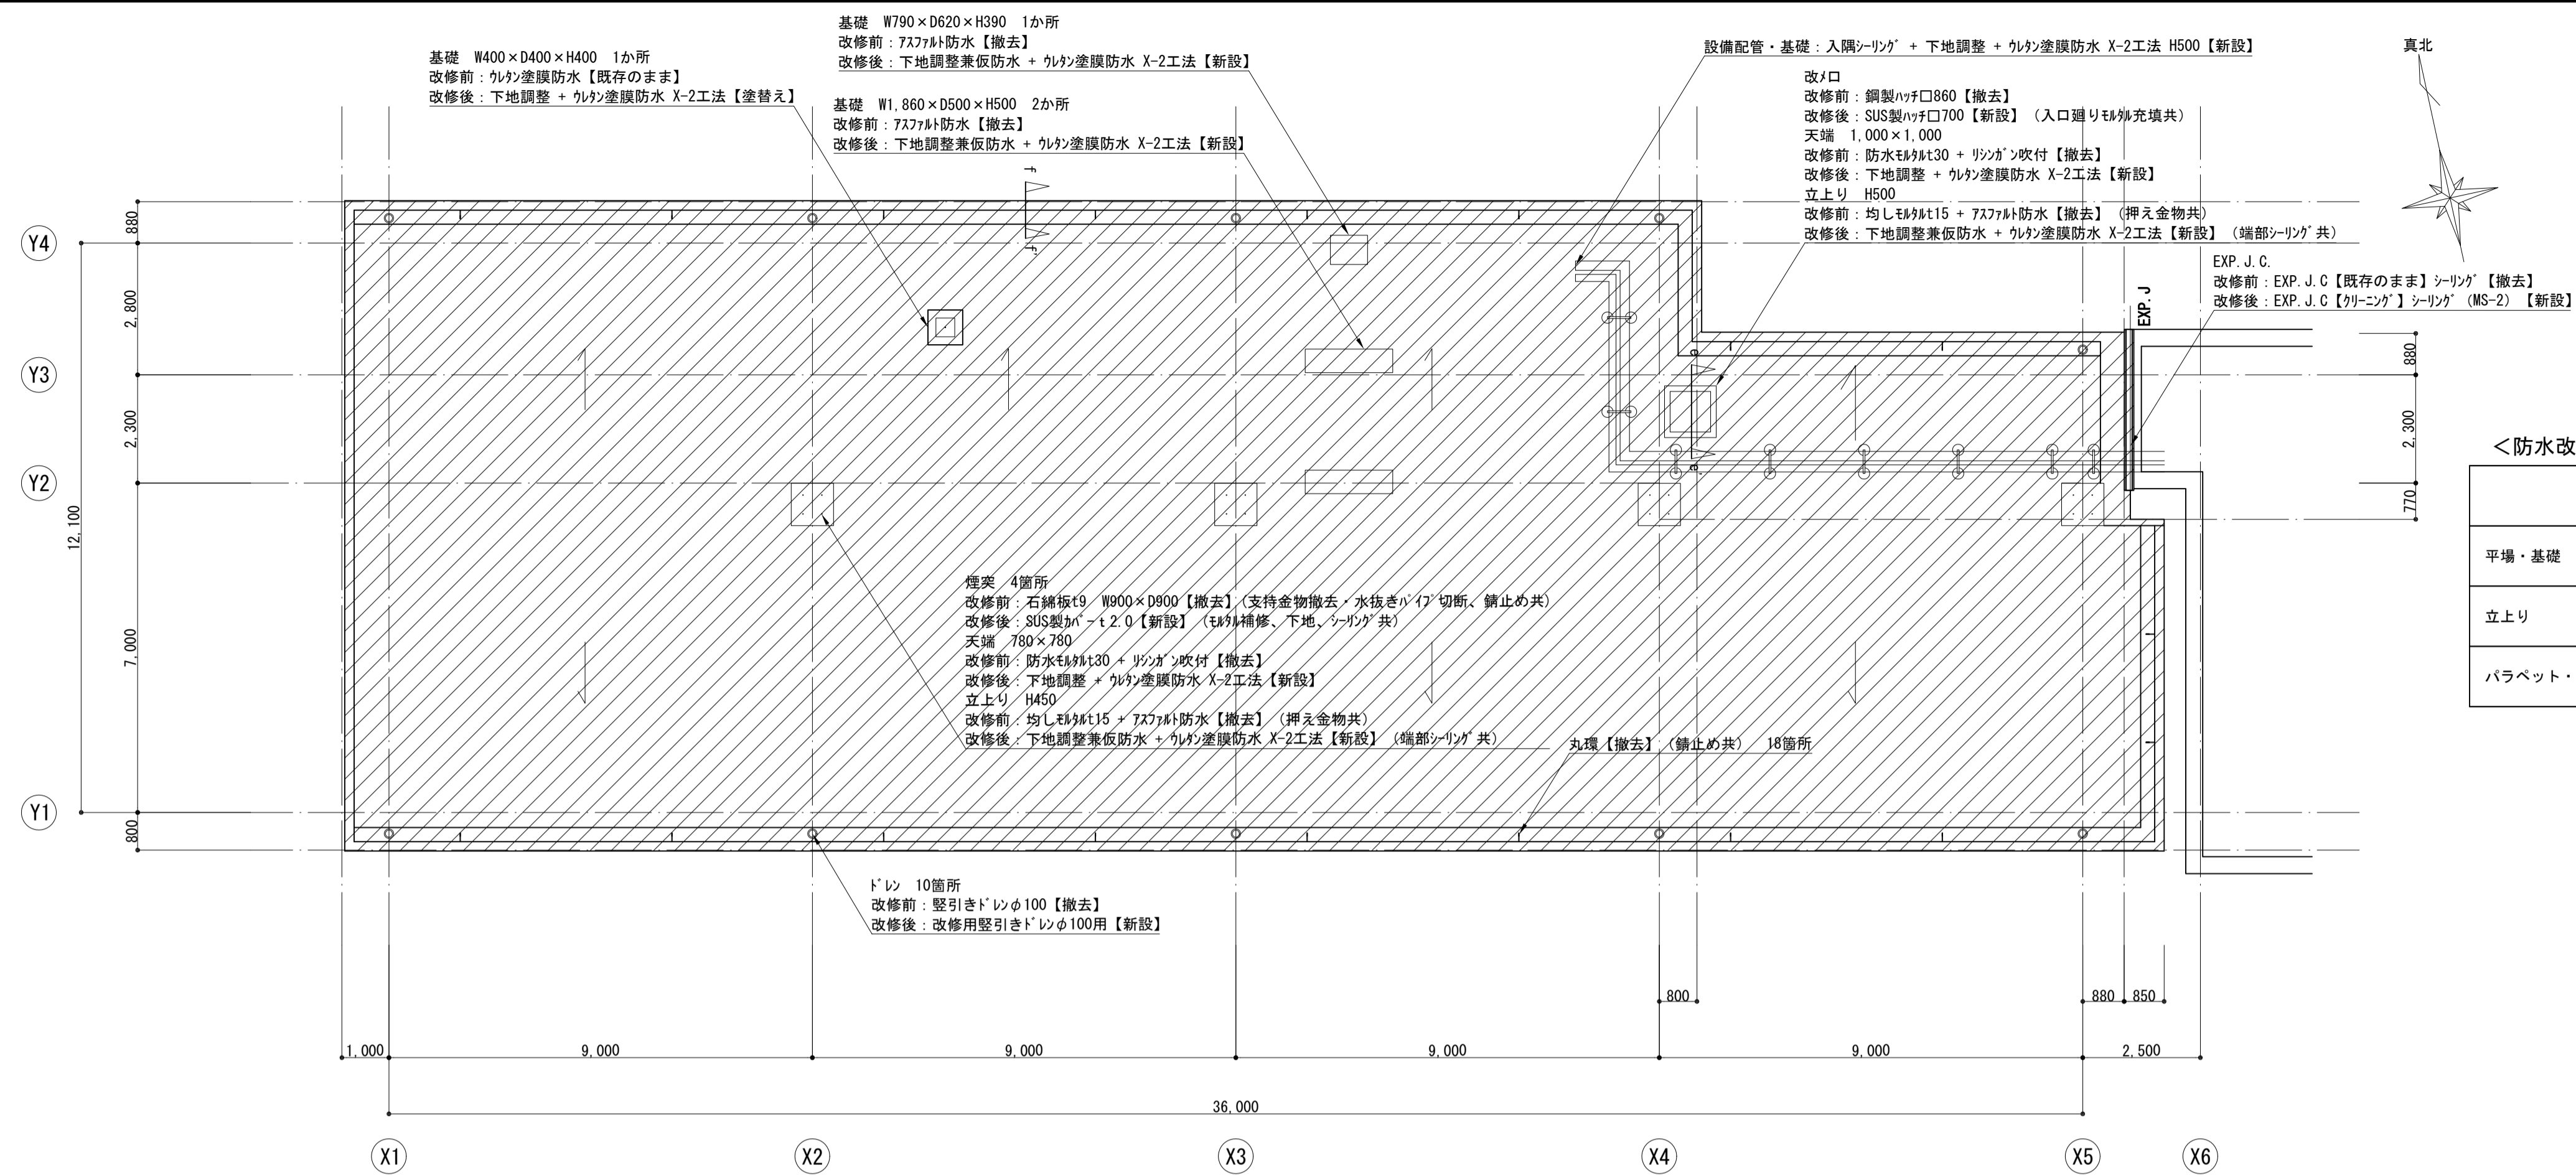 基礎　W790×D620×H390　1か所
改修前：ｱｽﾌｧﾙﾄ防水【撤去】
改修後：下地調整兼仮防水 + ｳﾚﾀﾝ塗膜防水 X-2工法【新設】
基礎　W400×D400×H400　1か所
改修前：ｳﾚﾀﾝ塗膜防水【既存のまま】
改修後：下地調整 + ｳﾚﾀﾝ塗膜防水 X-2工法【塗替え】
基礎　W1,860×D500×H500　2か所
改修前：ｱｽﾌｧﾙﾄ防水【撤去】
改修後：下地調整兼仮防水 + ｳﾚﾀﾝ塗膜防水 X-2工法【新設】
設備配管・基礎：入隅ｼｰﾘﾝｸﾞ + 下地調整 + ｳﾚﾀﾝ塗膜防水 X-2工法 H500【新設】
改ﾒ口
改修前：鋼製ﾊｯﾁ口860【撤去】
改修後：SUS製ﾊｯﾁ口700【新設】（入口廻りﾓﾙﾀﾙ充填共）
天端　1,000×1,000
改修前：防水ﾓﾙﾀﾙt30 + ﾘｼﾝｶﾞﾝ吹付【撤去】
改修後：下地調整 + ｳﾚﾀﾝ塗膜防水 X-2工法【新設】
立上り　H500
改修前：均しﾓﾙﾀﾙt15 + ｱｽﾌｧﾙﾄ防水【撤去】（押え金物共）
改修後：下地調整兼仮防水 + ｳﾚﾀﾝ塗膜防水 X-2工法【新設】（端部ｼｰﾘﾝｸﾞ共）
真北
EXP.J.C.
改修前：EXP.J.C【既存のまま】ｼｰﾘﾝｸﾞ【撤去】
改修後：EXP.J.C【ｸﾘｰﾆﾝｸﾞ】ｼｰﾘﾝｸﾞ（MS-2）【新設】
EXP.J
f
f'
e
e'
Y4
Y3
Y2
Y1
880
2,800
2,300
7,000
800
12,100
880
2,300
770
＜防水改
平場・基礎
立上り
パラペット・
煙突　4箇所
改修前：石綿板t9　W900×D900【撤去】（支持金物撤去・水抜きﾊﾟｲﾌﾟ切断、錆止め共）
改修後：SUS製ｶﾊﾞｰt2.0【新設】（ﾓﾙﾀﾙ補修、下地、ｼｰﾘﾝｸﾞ共）
天端　780×780
改修前：防水ﾓﾙﾀﾙt30 + ﾘｼﾝｶﾞﾝ吹付【撤去】
改修後：下地調整 + ｳﾚﾀﾝ塗膜防水 X-2工法【新設】
立上り　H450
改修前：均しﾓﾙﾀﾙt15 + ｱｽﾌｧﾙﾄ防水【撤去】（押え金物共）
改修後：下地調整兼仮防水 + ｳﾚﾀﾝ塗膜防水 X-2工法【新設】（端部ｼｰﾘﾝｸﾞ共）
丸環【撤去】（錆止め共）　18箇所
ﾄﾞﾚﾝ　10箇所
改修前：竪引きﾄﾞﾚﾝφ100【撤去】
改修後：改修用竪引きﾄﾞﾚﾝφ100用【新設】
800
880
850
1,000
9,000
9,000
9,000
9,000
2,500
36,000
X1
X2
X3
X4
X5
X6